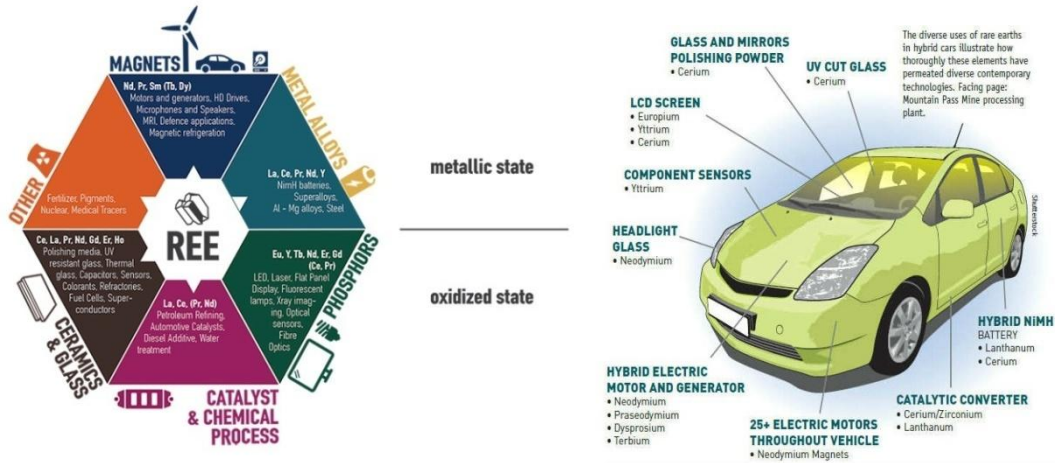 MAGNETS
Nd, Pr, Sm (Tb, Dy)
Motors and generators, HD Drives,
Microphones and Speakers,
MRI, Defence applications,
Magnetic refrigeration
METAL ALLOYS
La, Ce, Pr, Nd, Y
NimH batteries,
Superalloys,
Al - Mg alloys, Steel
OTHER
Fertilizer, Pigments,
Nuclear, Medical Tracers
REE
Ce, La, Pr, Nd, Gd, Er, Ho
Polishing media, UV
resistant glass, Thermal
glass, Capacitors, Sensors,
Colorants, Refractories,
Fuel Cells, Super-
conductors
CERAMICS
& GLASS
Eu, Y, Tb, Nd, Er, Gd
(Ce, Pr)
LED, Laser, Flat Panel
Display, Fluorescent
lamps, Xray imag-
ing, Optical
sensors,
Fibre
Optics
PHOSPHORS
La, Ce, (Pr, Nd)
Petroleum Refining,
Automotive Catalysts,
Diesel Additive, Water
treatment
CATALYST
& CHEMICAL
PROCESS
metallic state
oxidized state
GLASS AND MIRRORS
POLISHING POWDER
• Cerium
UV CUT GLASS
• Cerium
The diverse uses of rare earths
in hybrid cars illustrate how
thoroughly these elements have
permeated diverse contemporary
technologies. Facing page:
Mountain Pass Mine processing
plant.
LCD SCREEN
• Europium
• Yttrium
• Cerium
COMPONENT SENSORS
• Yttrium
HEADLIGHT
GLASS
• Neodymium
Shutterstock
HYBRID NiMH
BATTERY
• Lanthanum
• Cerium
HYBRID ELECTRIC
MOTOR AND GENERATOR
• Neodymium
• Praseodymium
• Dysprosium
• Terbium
25+ ELECTRIC MOTORS
THROUGHOUT VEHICLE
• Neodymium Magnets
CATALYTIC CONVERTER
• Cerium/Zirconium
• Lanthanum